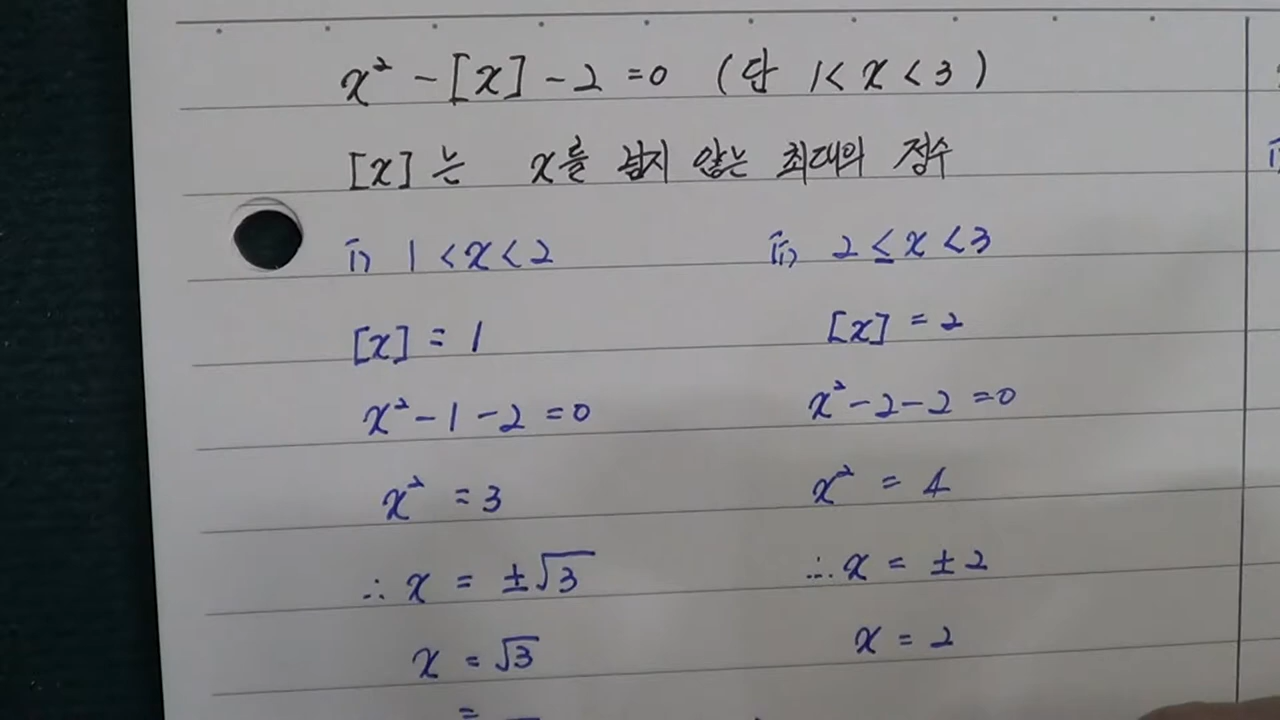 x² - [x] - 2 = 0 (단 1 < x < 3)
[x] 는 x를 넘지 않는 최대의 정수
i) 1 < x < 2
[x] = 1
x² - 1 - 2 = 0
x² = 3
∴ x = ±√3
x = √3
ii) 2 ≤ x < 3
[x] = 2
x² - 2 - 2 = 0
x² = 4
∴ x = ±2
x = 2